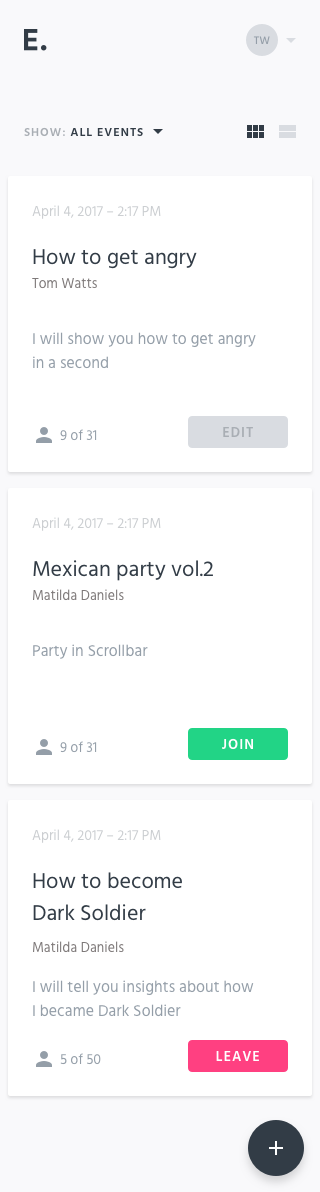 E.
TW
SHOW: ALL EVENTS
April 4, 2017 – 2:17 PM
How to get angry
Tom Watts
I will show you how to get angry
in a second
9 of 31
EDIT
April 4, 2017 – 2:17 PM
Mexican party vol.2
Matilda Daniels
Party in Scrollbar
9 of 31
JOIN
April 4, 2017 – 2:17 PM
How to become
Dark Soldier
Matilda Daniels
I will tell you insights about how
I became Dark Soldier
5 of 50
LEAVE
+